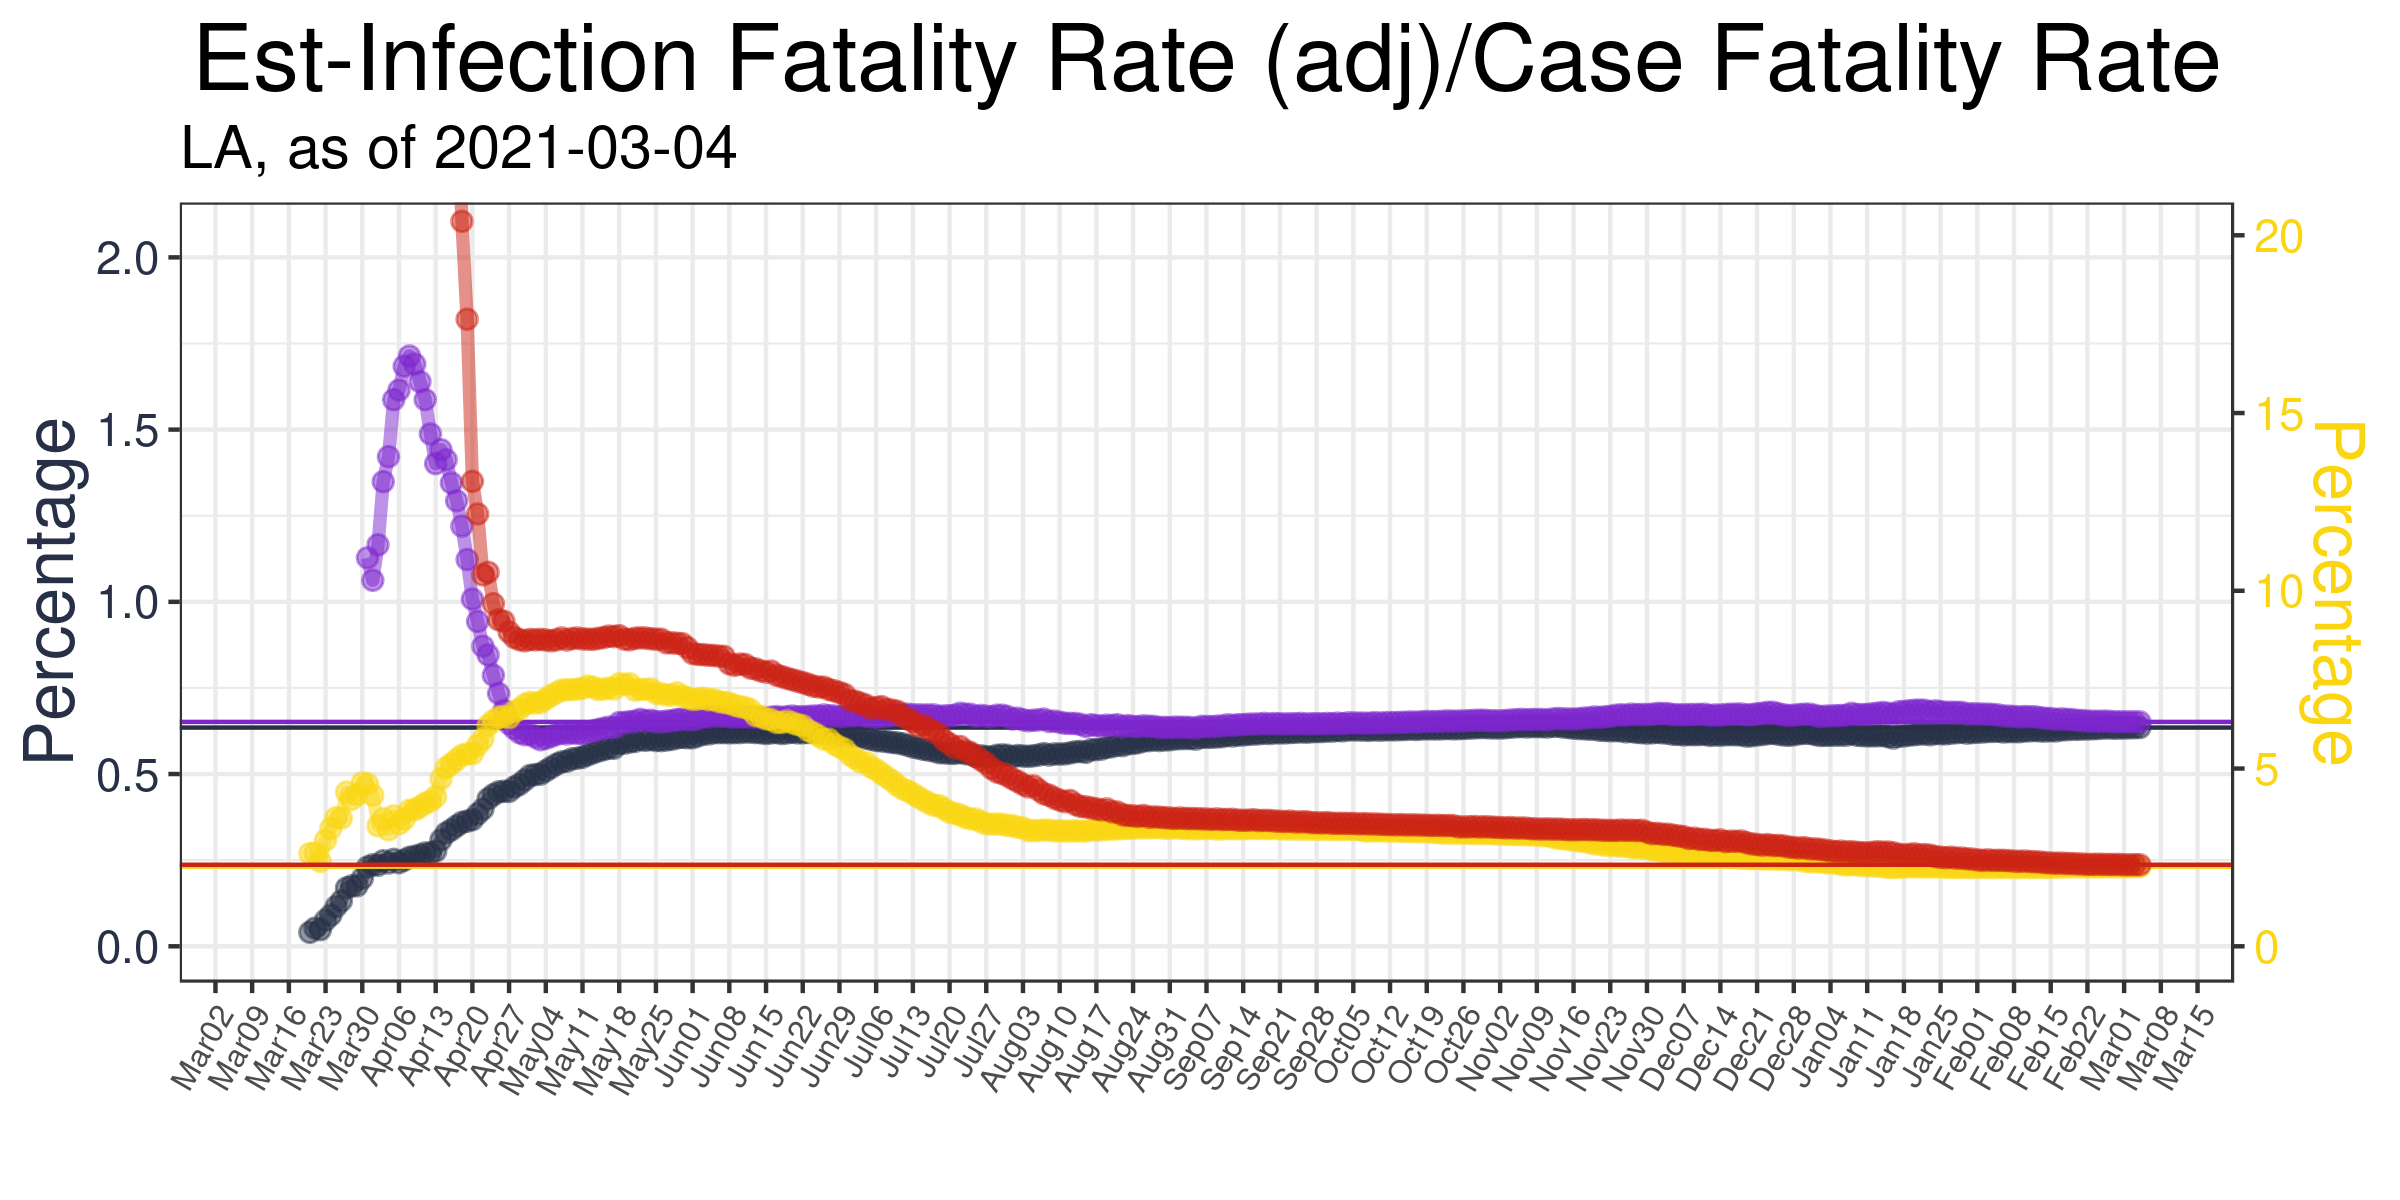 Est-Infection Fatality Rate (adj)/Case Fatality Rate
LA, as of 2021-03-04
Percentage
2.0
1.5
1.0
0.5
0.0
20
15
10
5
0
Percentage
Mar02
Mar09
Mar16
Mar23
Mar30
Apr06
Apr13
Apr20
Apr27
May04
May11
May18
May25
Jun01
Jun08
Jun15
Jun22
Jun29
Jul06
Jul13
Jul20
Jul27
Aug03
Aug10
Aug17
Aug24
Aug31
Sep07
Sep14
Sep21
Sep28
Oct05
Oct12
Oct19
Oct26
Nov02
Nov09
Nov16
Nov23
Nov30
Dec07
Dec14
Dec21
Dec28
Jan04
Jan11
Jan18
Jan25
Feb01
Feb08
Feb15
Feb22
Mar01
Mar08
Mar15